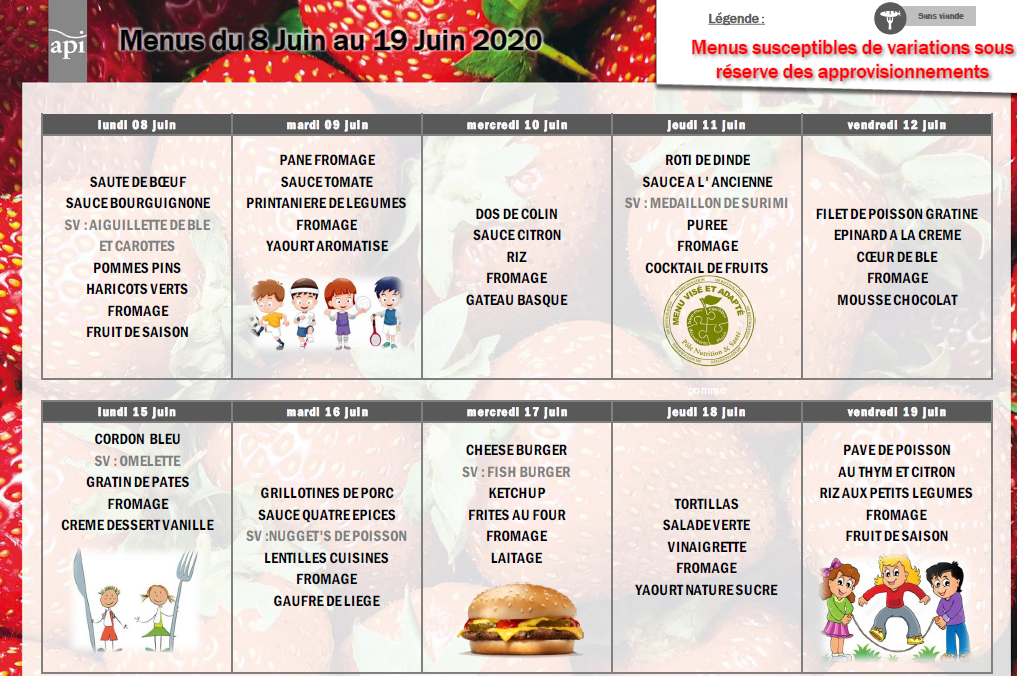 api
Menus du 8 Juin au 19 Juin 2020
Légende :
Sans viande
Menus susceptibles de variations sous
réserve des approvisionnements
lundi 08 juin
SAUTE DE BŒUF
SAUCE BOURGUIGNONE
SV : AIGUILLETTE DE BLE
ET CAROTTES
POMMES PINS
HARICOTS VERTS
FROMAGE
FRUIT DE SAISON
mardi 09 juin
PANE FROMAGE
SAUCE TOMATE
PRINTANIERE DE LEGUMES
FROMAGE
YAOURT AROMATISE
mercredi 10 juin
DOS DE COLIN
SAUCE CITRON
RIZ
FROMAGE
GATEAU BASQUE
jeudi 11 juin
ROTI DE DINDE
SAUCE A L' ANCIENNE
SV : MEDAILLON DE SURIMI
PUREE
FROMAGE
COCKTAIL DE FRUITS
MENU VISÉ ET ADAPTÉ
Pôle Nutrition & Santé
vendredi 12 juin
FILET DE POISSON GRATINE
EPINARD A LA CREME
CŒUR DE BLE
FROMAGE
MOUSSE CHOCOLAT
pomme
lundi 15 juin
CORDON BLEU
SV : OMELETTE
GRATIN DE PATES
FROMAGE
CREME DESSERT VANILLE
mardi 16 juin
GRILLOTINES DE PORC
SAUCE QUATRE EPICES
SV :NUGGET'S DE POISSON
LENTILLES CUISINES
FROMAGE
GAUFRE DE LIEGE
mercredi 17 juin
CHEESE BURGER
SV : FISH BURGER
KETCHUP
FRITES AU FOUR
FROMAGE
LAITAGE
jeudi 18 juin
TORTILLAS
SALADE VERTE
VINAIGRETTE
FROMAGE
YAOURT NATURE SUCRE
vendredi 19 juin
PAVE DE POISSON
AU THYM ET CITRON
RIZ AUX PETITS LEGUMES
FROMAGE
FRUIT DE SAISON